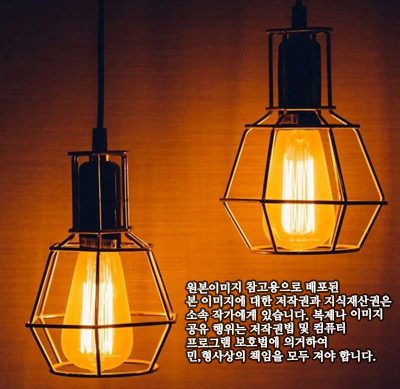 원본이미지 참고용으로 배포된
본 이미지에 대한 저작권과 지식재산권은
소속 작가에게 있습니다. 복제나 이미지
공유 행위는 저작권법 및 컴퓨터
프로그램 보호법에 의거하여
민,형사상의 책임을 모두 져야 합니다.